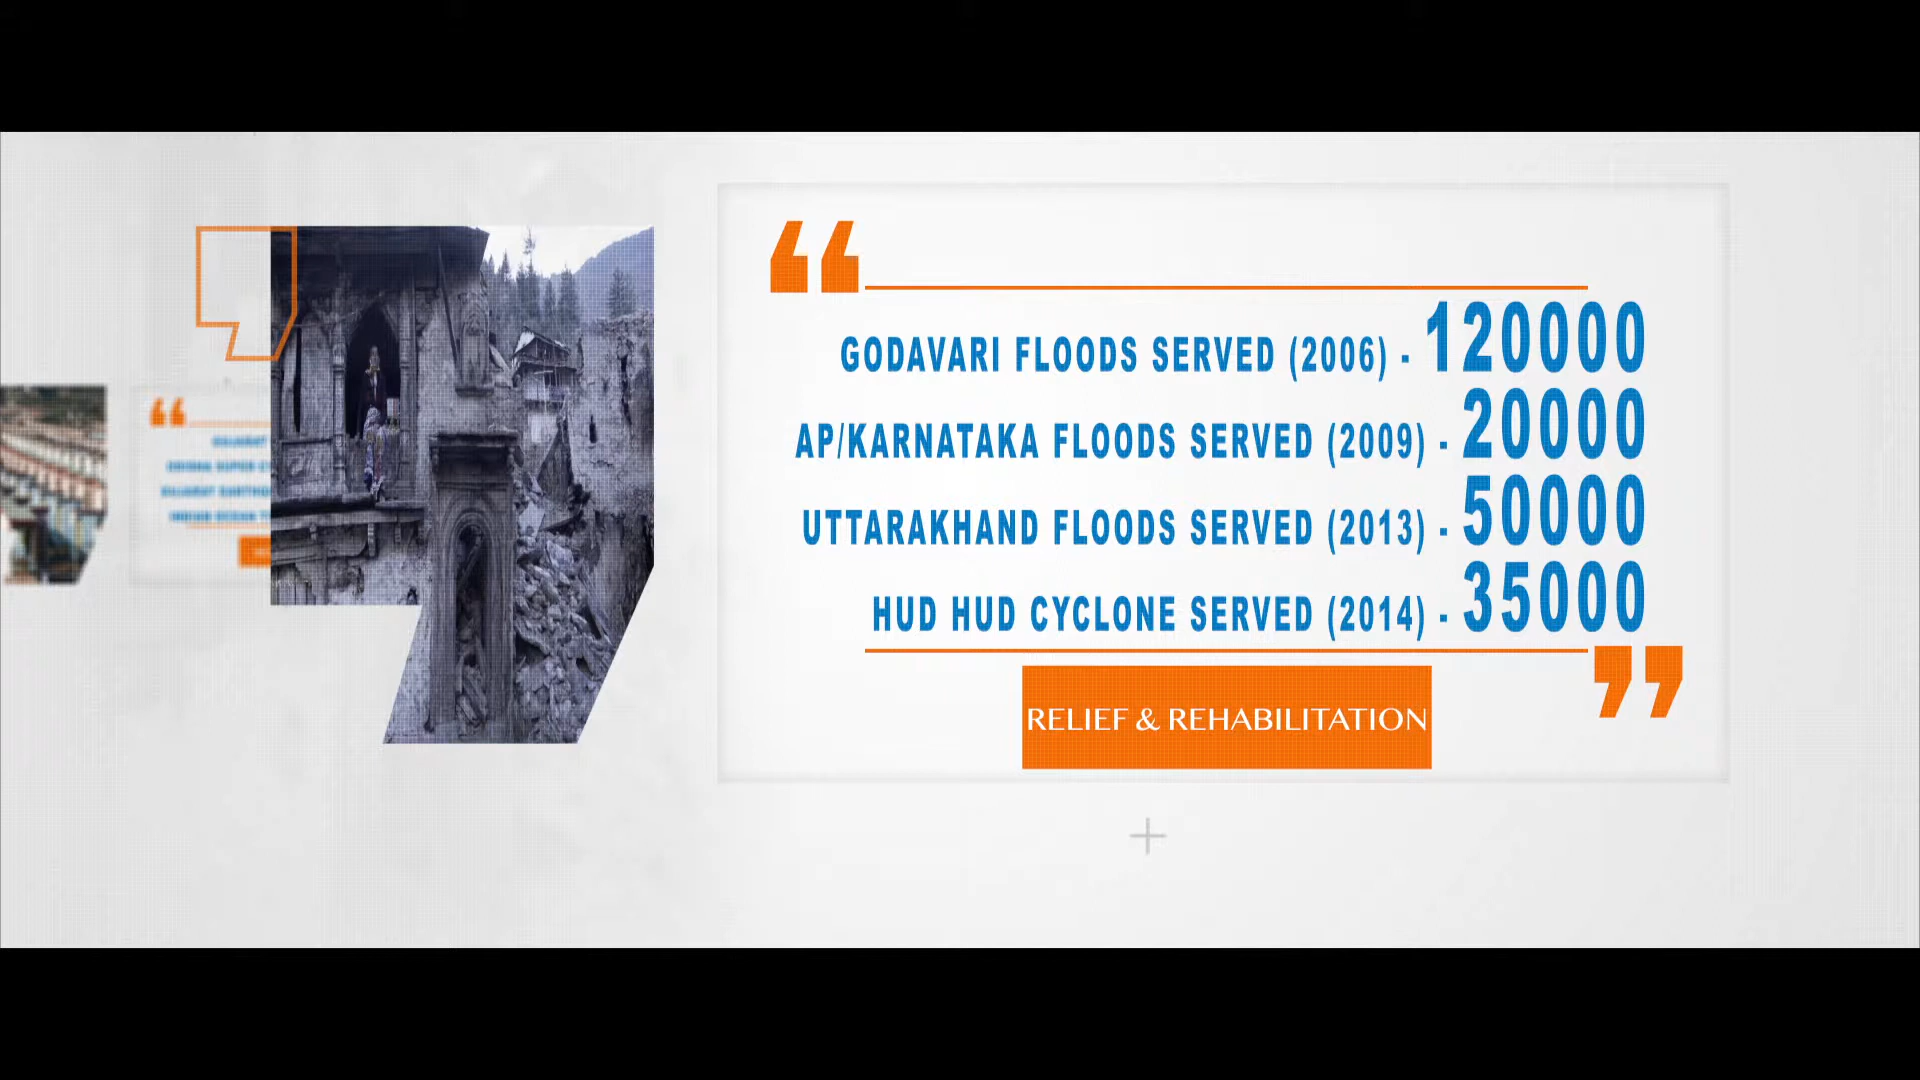 “
GODAVARI FLOODS SERVED (2006) - 120000
AP/KARNATAKA FLOODS SERVED (2009) - 20000
UTTARAKHAND FLOODS SERVED (2013) - 50000
HUD HUD CYCLONE SERVED (2014) - 35000
”
RELIEF & REHABILITATION